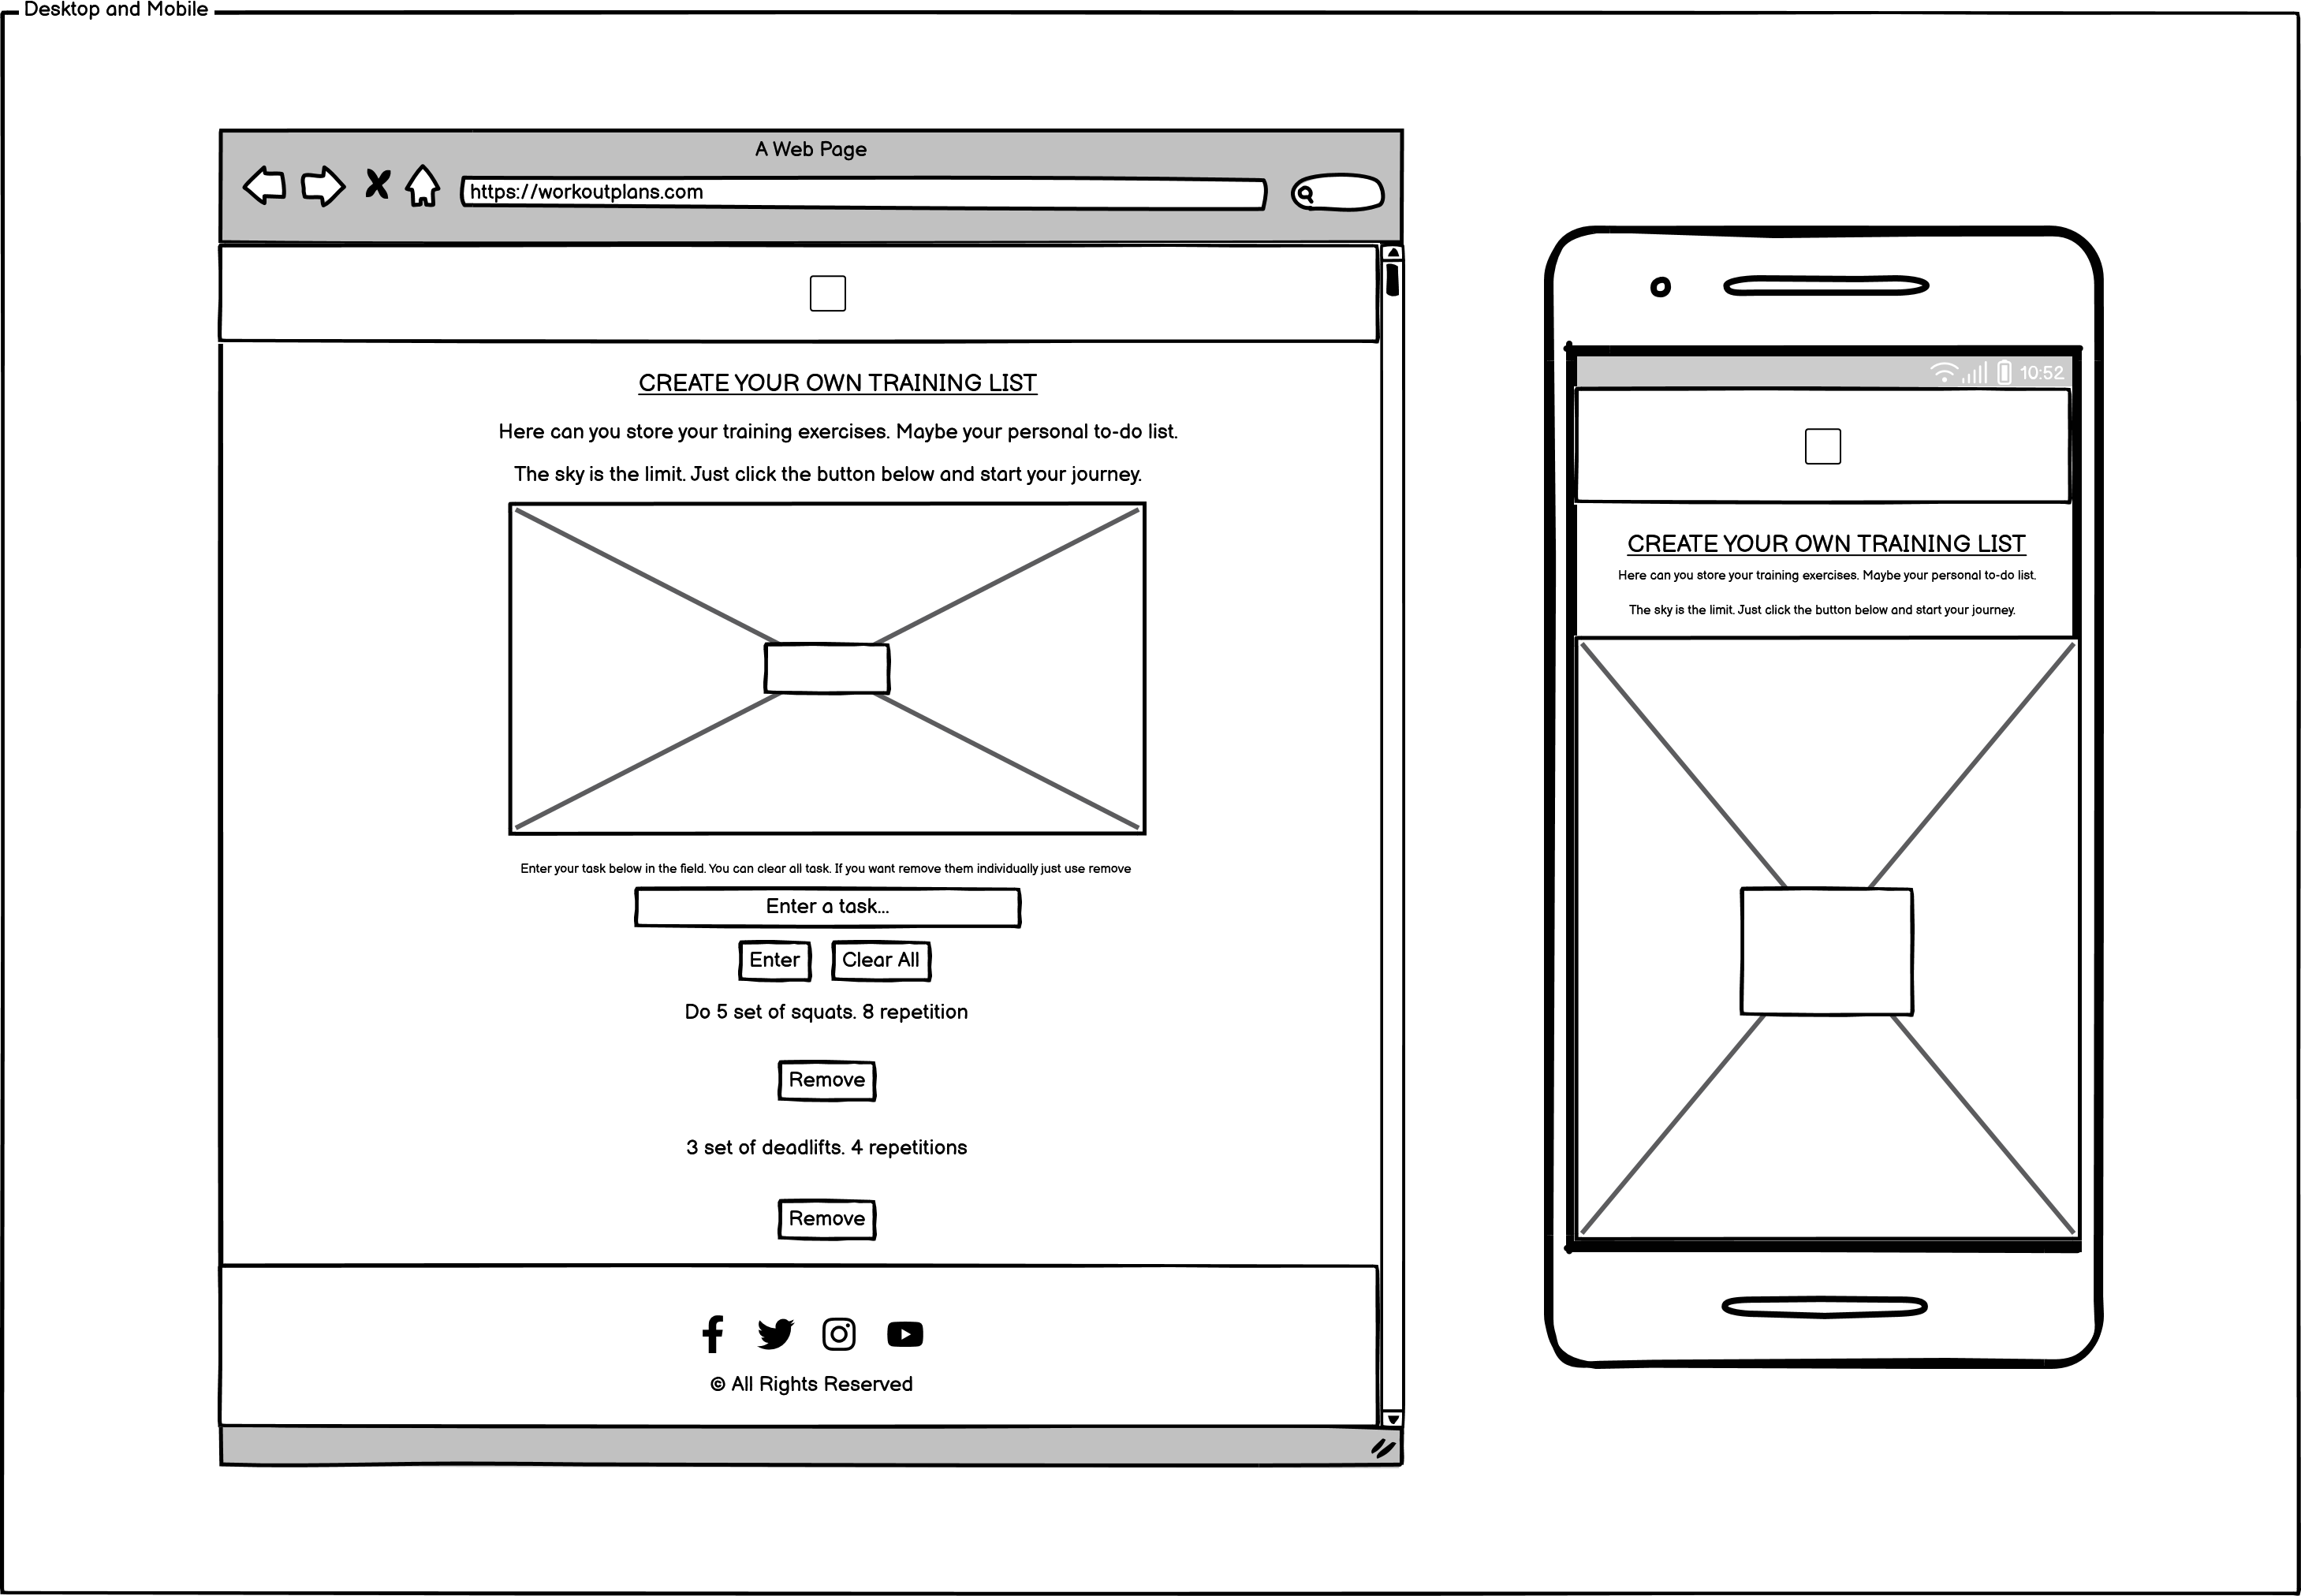 Desktop and Mobile
A Web Page
https://workoutplans.com
CREATE YOUR OWN TRAINING LIST
Here can you store your training exercises. Maybe your personal to-do list.
The sky is the limit. Just click the button below and start your journey.
Enter your task below in the field. You can clear all task. If you want remove them individually just use remove
Enter a task...
Enter
Clear All
Do 5 set of squats. 8 repetition
Remove
3 set of deadlifts. 4 repetitions
Remove
© All Rights Reserved
10:52
CREATE YOUR OWN TRAINING LIST
Here can you store your training exercises. Maybe your personal to-do list.
The sky is the limit. Just click the button below and start your journey.